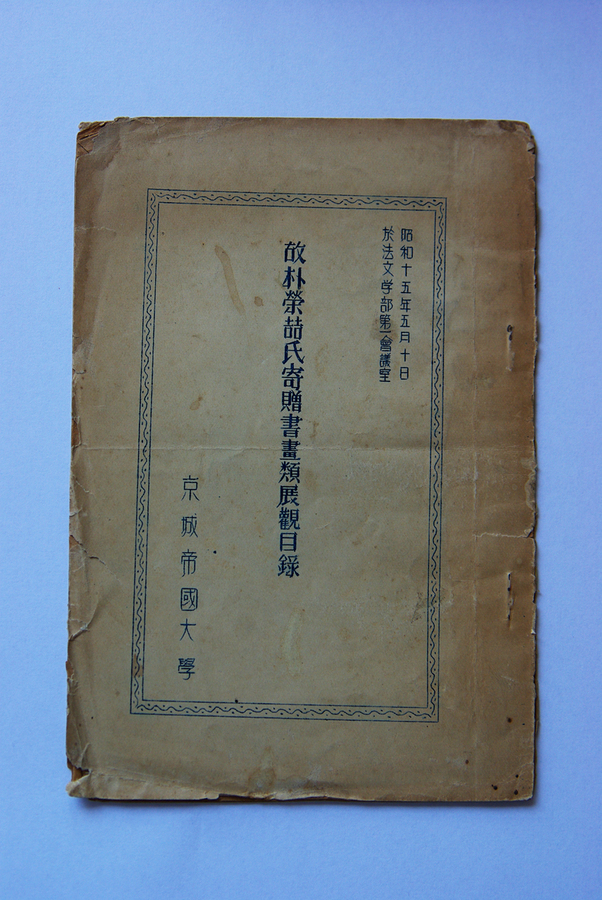 昭和十五年五月十日
於法文学部第一會議室
故朴榮喆氏寄贈書畫類展觀目錄
京城帝國大學